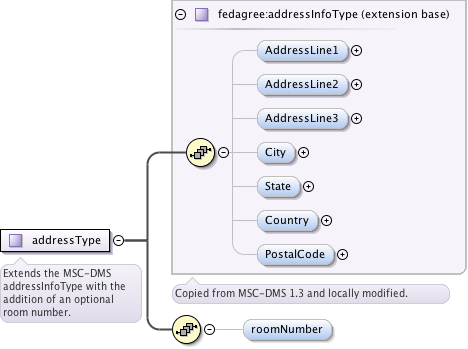 fedagree:addressInfoType (extension base)
AddressLine1
AddressLine2
AddressLine3
City
State
Country
PostalCode
addressType
Extends the MSC-DMS
addressInfoType with the
addition of an optional
room number.
Copied from MSC-DMS 1.3 and locally modified.
roomNumber